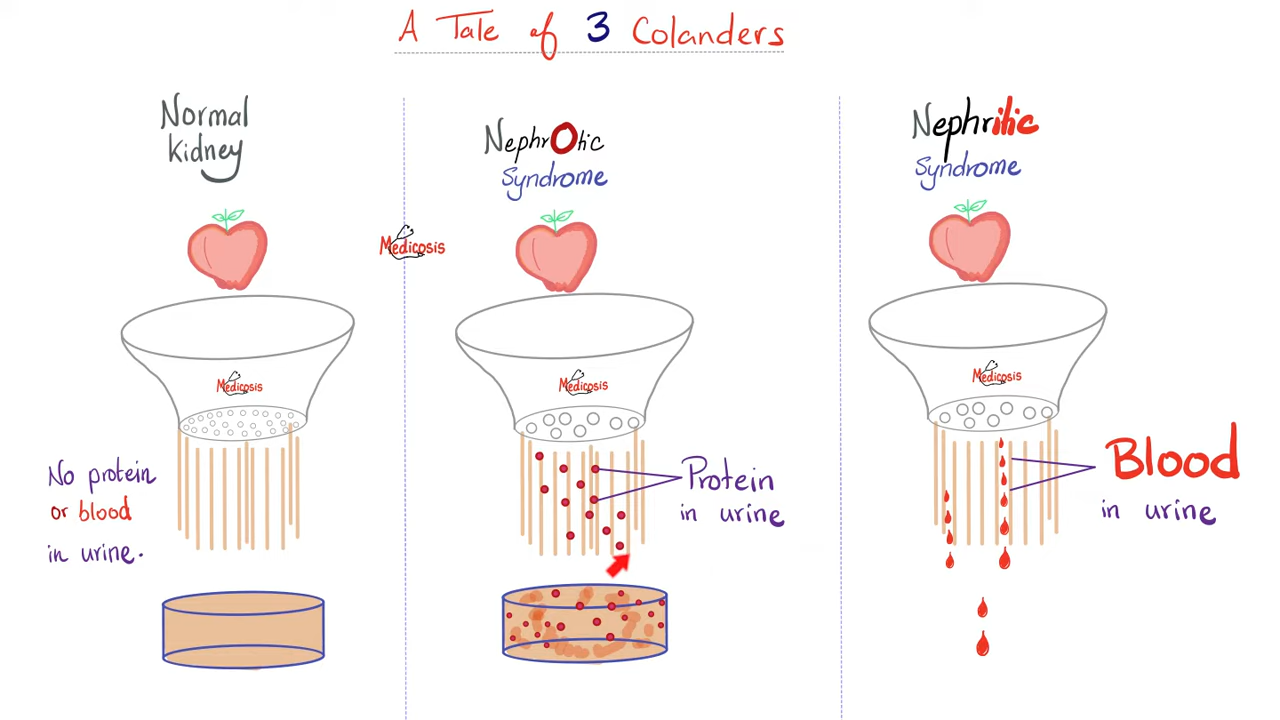 A Tale of 3 Colanders
Normal
kidney
No protein
or blood
in urine.
Medicosis
Medicosis
NephrOtic
Syndrome
Medicosis
Protein
in urine
Nephritic
Syndrome
Medicosis
Blood
in urine